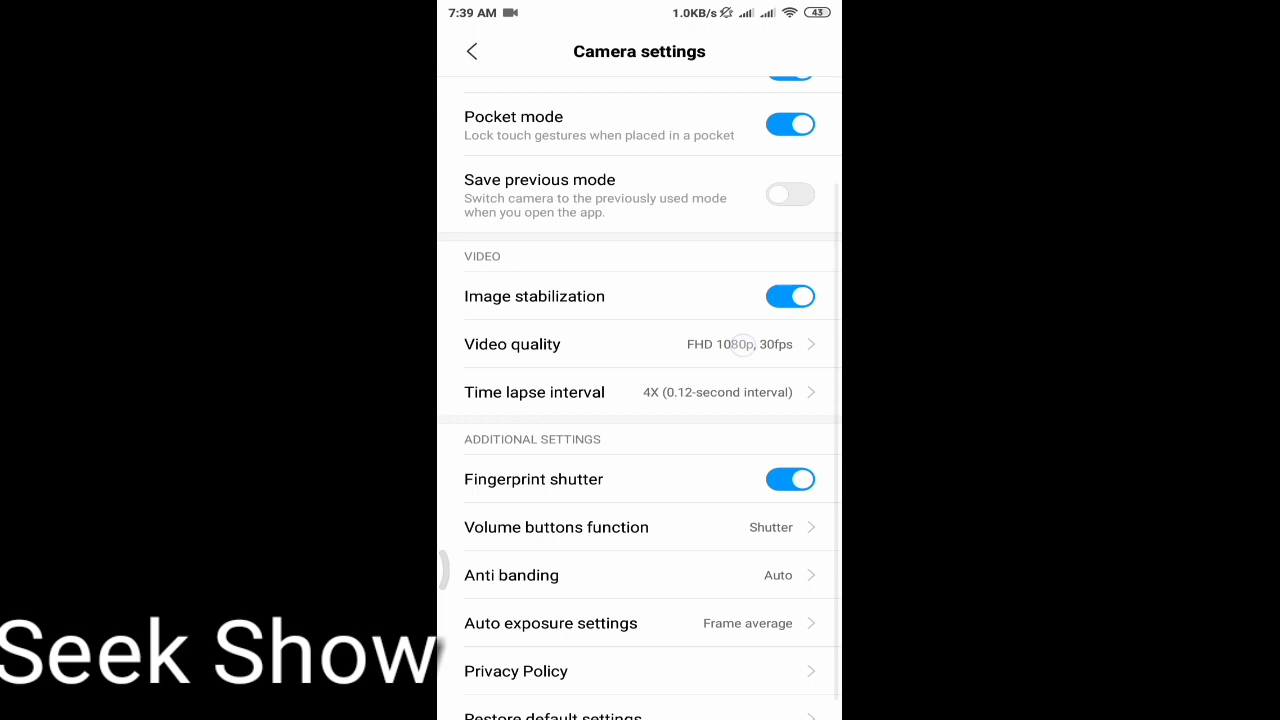 7:39 AM 1.0KB/s 43
Camera settings
Pocket mode
Lock touch gestures when placed in a pocket
Save previous mode
Switch camera to the previously used mode
when you open the app.
VIDEO
Image stabilization
Video quality FHD 1080p, 30fps
Time lapse interval 4X (0.12-second interval)
ADDITIONAL SETTINGS
Fingerprint shutter
Volume buttons function Shutter
Anti banding Auto
Auto exposure settings Frame average
Seek Show
Privacy Policy
Restore default settings